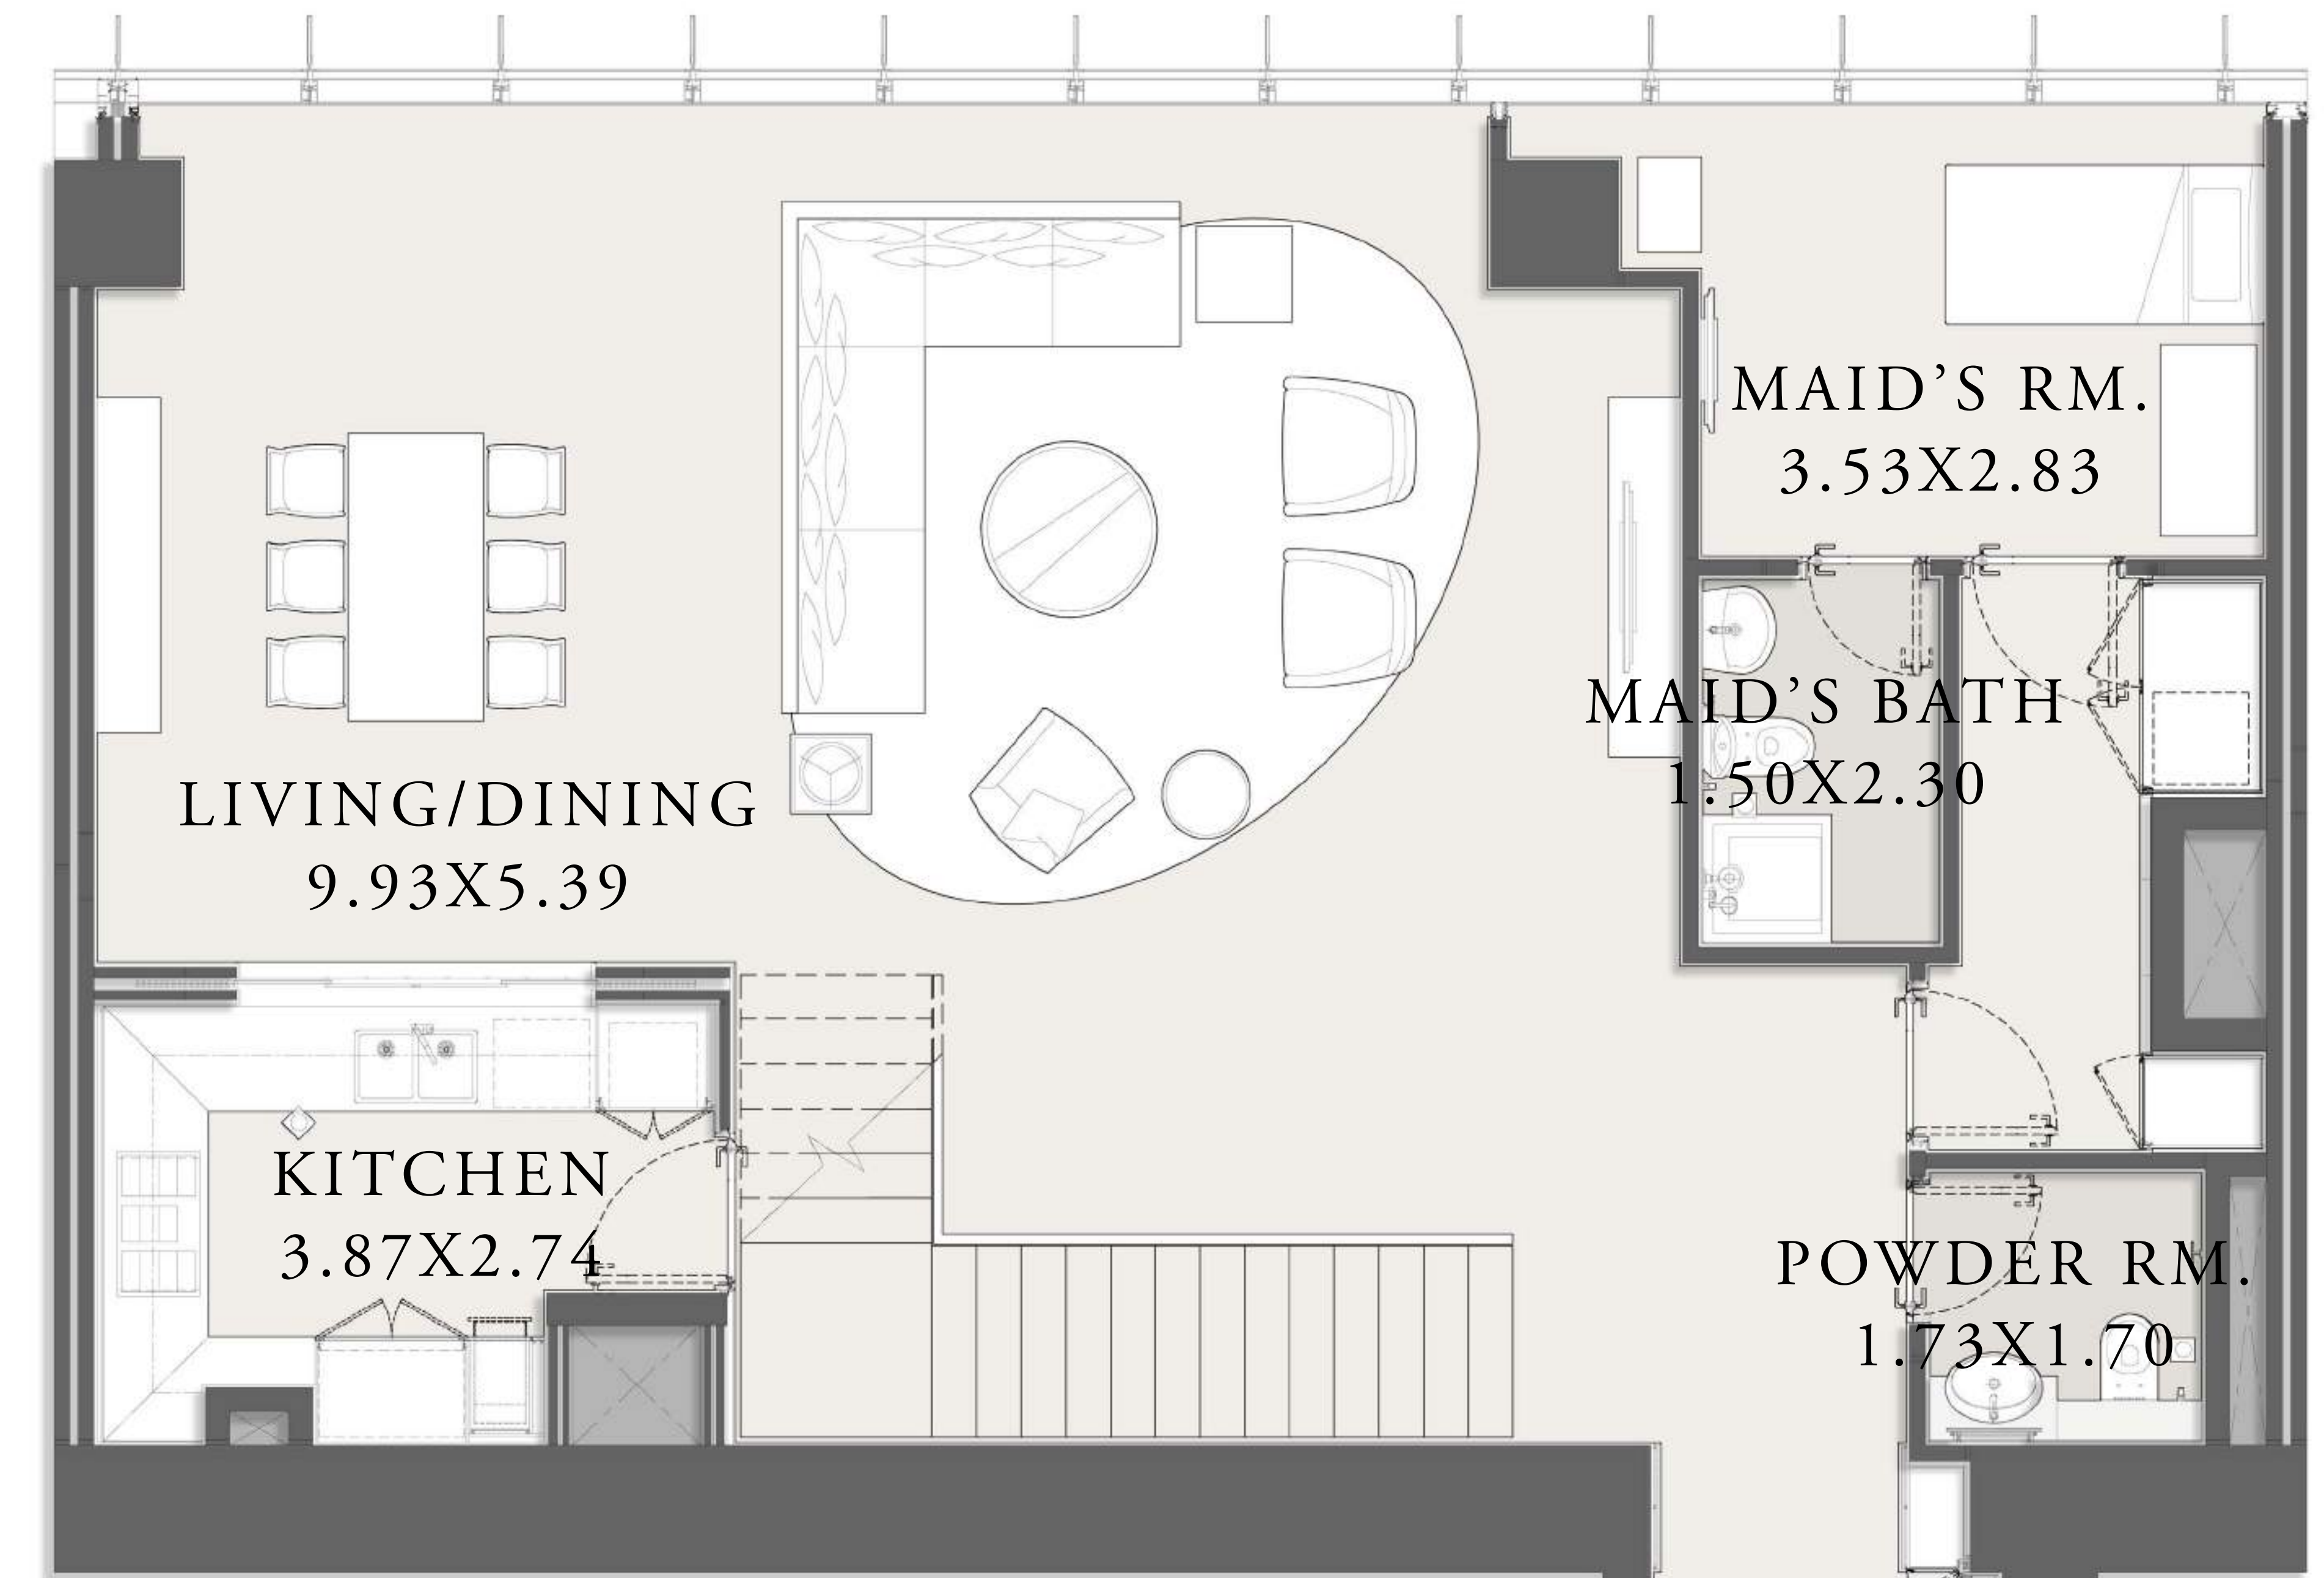 MAID’S RM.
3.53X2.83
MAID’S BATH
1.50X2.30
LIVING/DINING
9.93X5.39
KITCHEN
3.87X2.74
POWDER RM.
1.73X1.70